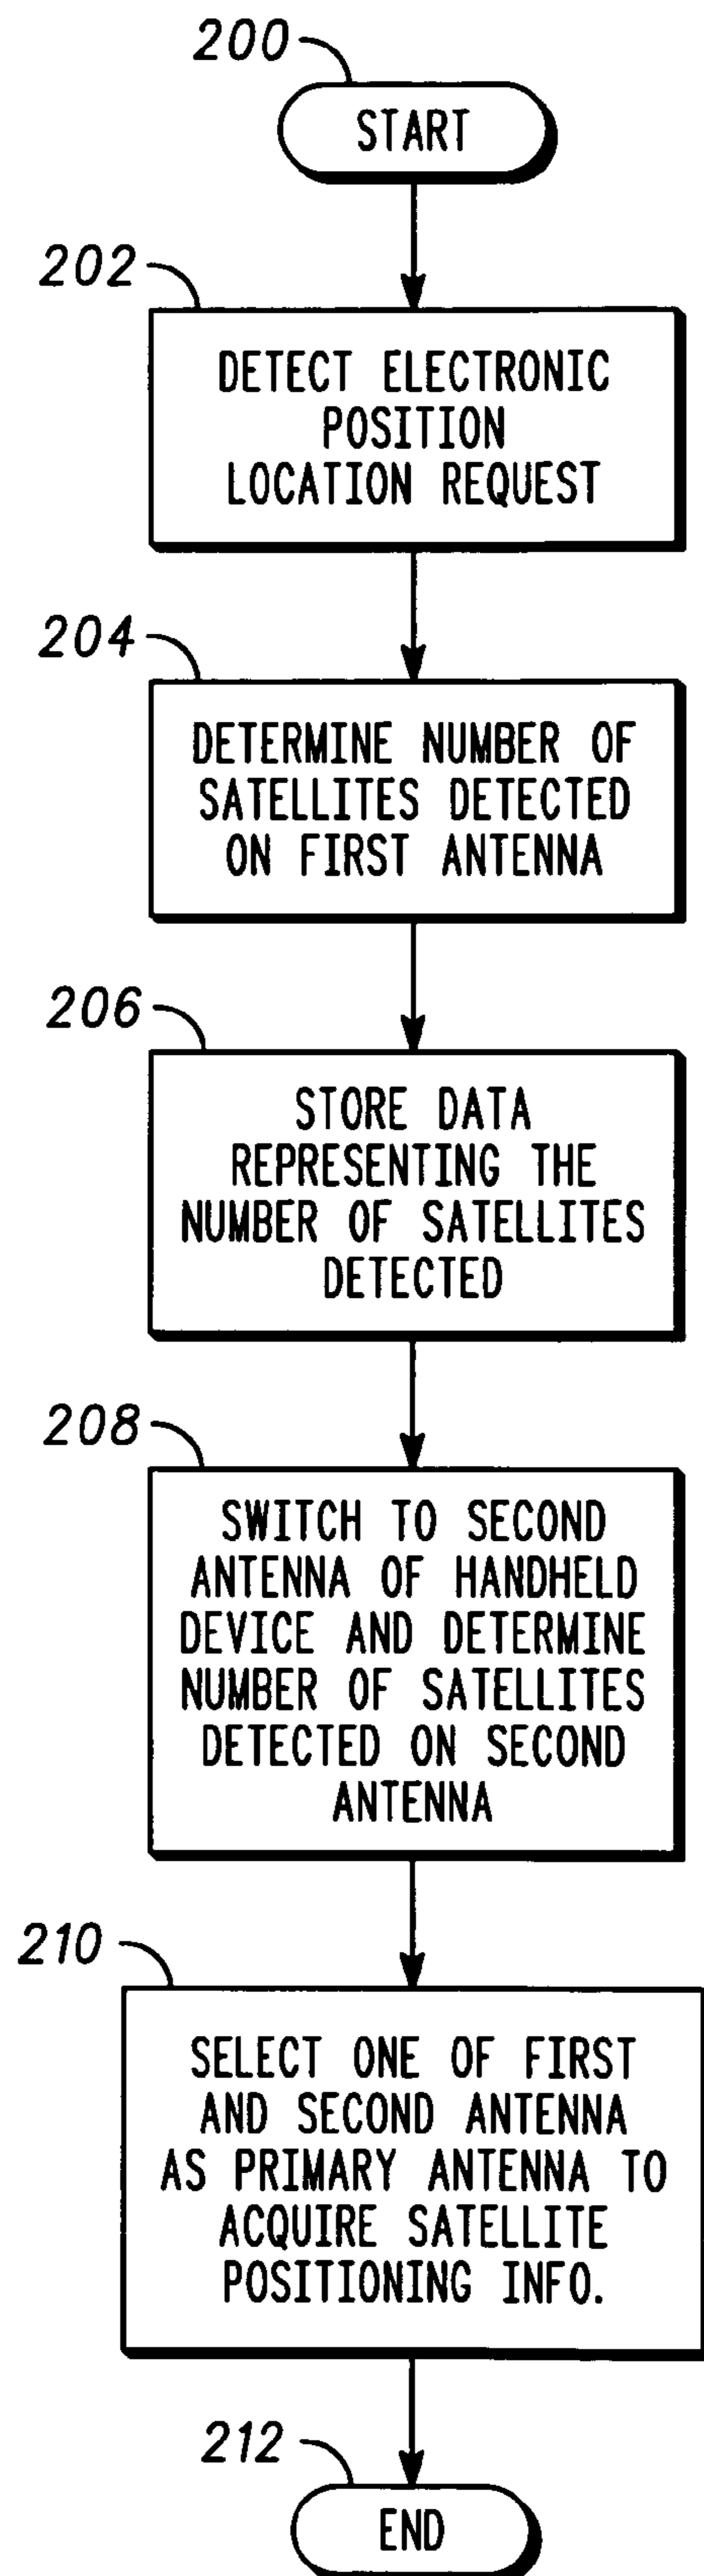 200
START
202
DETECT ELECTRONIC
POSITION
LOCATION REQUEST
204
DETERMINE NUMBER OF
SATELLITES DETECTED
ON FIRST ANTENNA
206
STORE DATA
REPRESENTING THE
NUMBER OF SATELLITES
DETECTED
208
SWITCH TO SECOND
ANTENNA OF HANDHELD
DEVICE AND DETERMINE
NUMBER OF SATELLITES
DETECTED ON SECOND
ANTENNA
210
SELECT ONE OF FIRST
AND SECOND ANTENNA
AS PRIMARY ANTENNA TO
ACQUIRE SATELLITE
POSITIONING INFO.
212
END